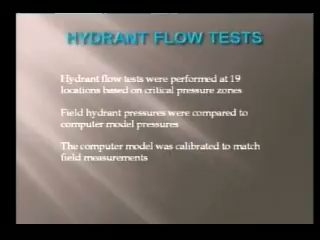 HYDRANT FLOW TESTS
Hydrant flow tests were performed at 19
locations based on critical pressure zones
Field hydrant pressures were compared to
computer model pressures
The computer model was calibrated to match
field measurements